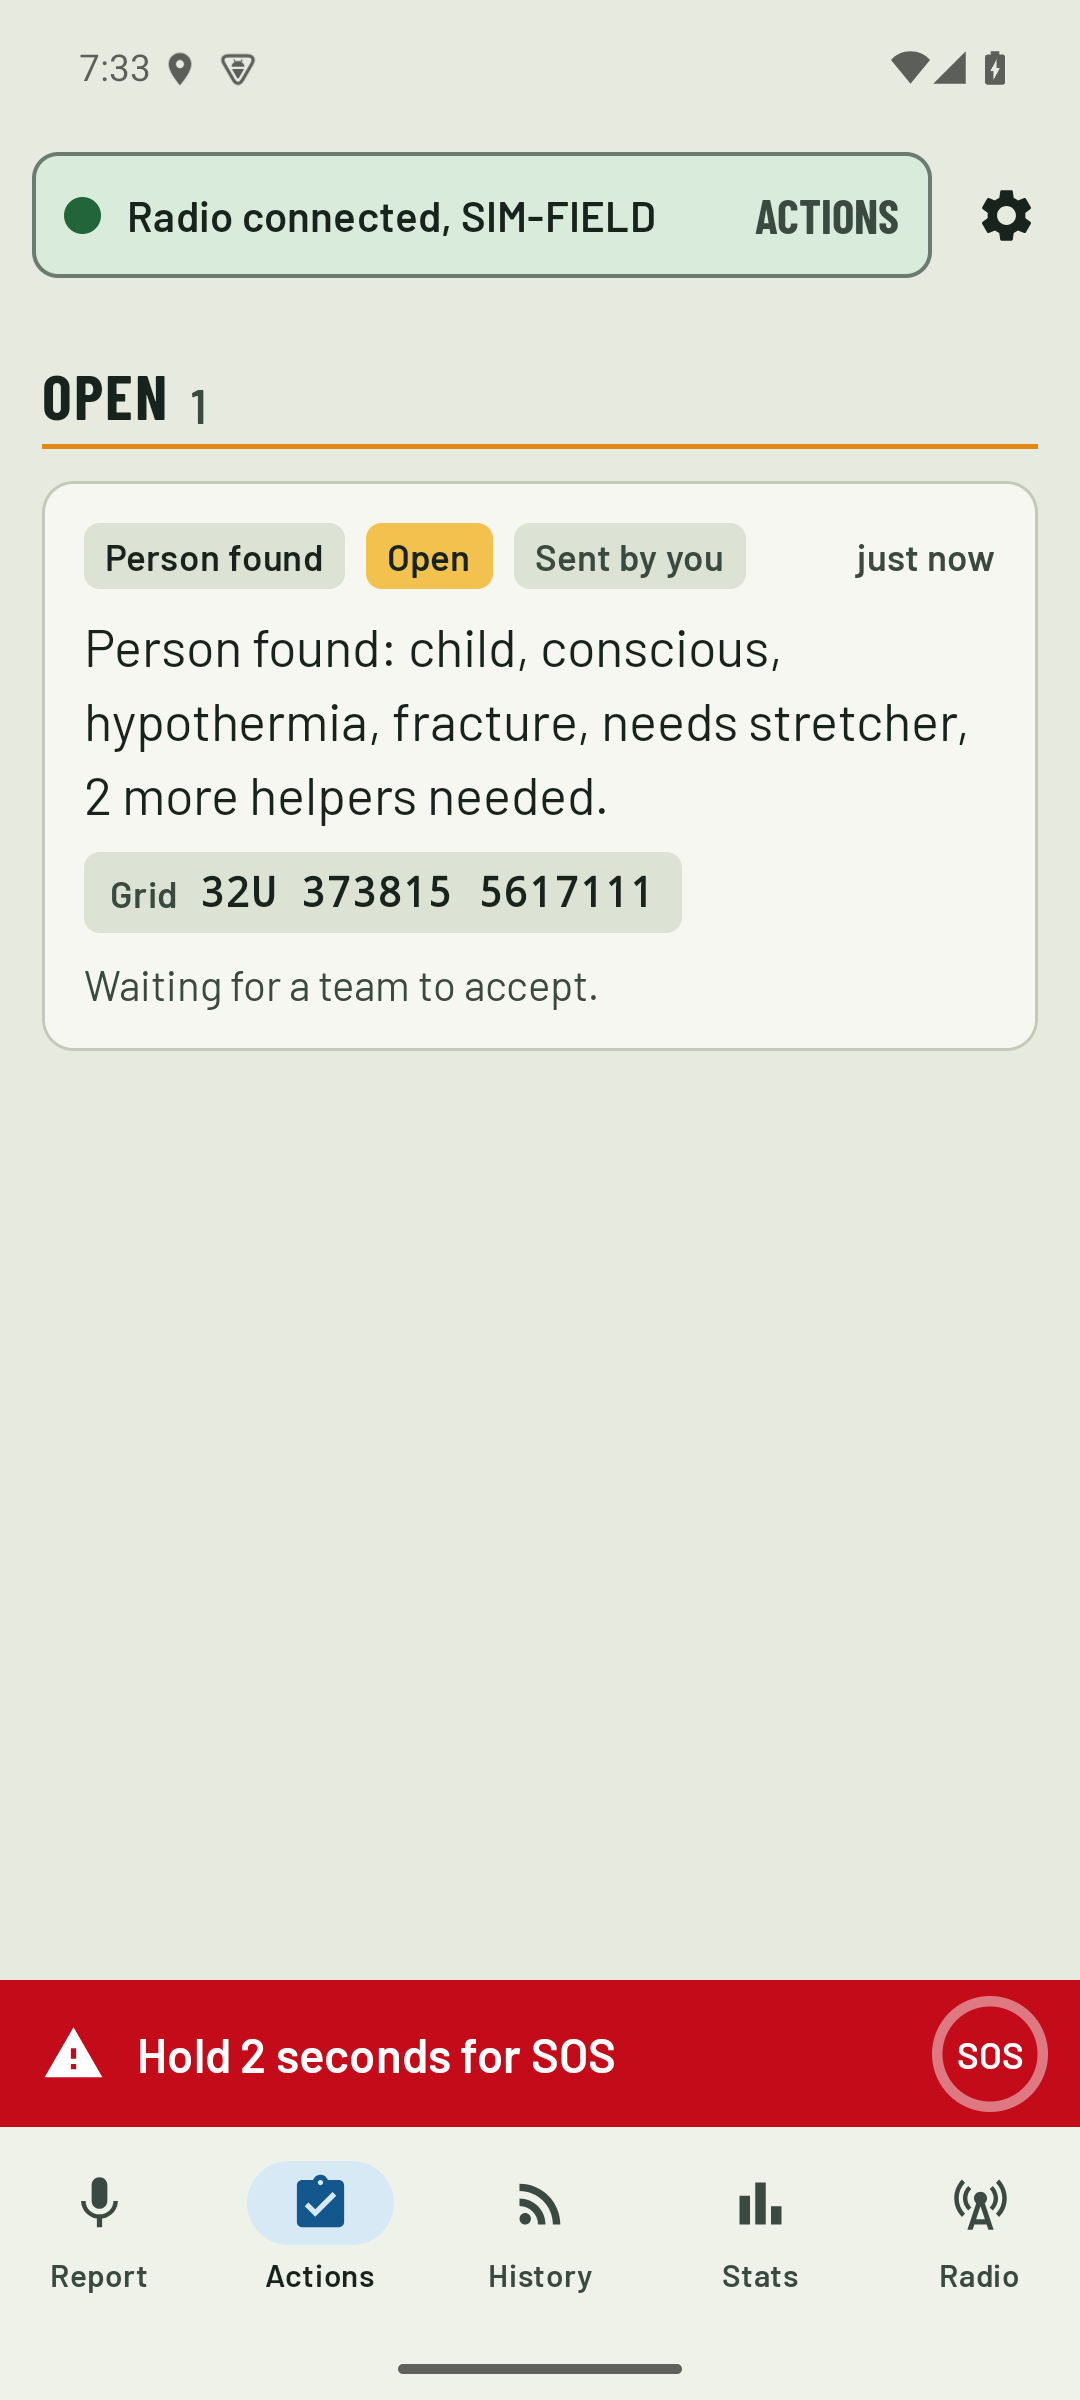 7:33
Radio connected, SIM-FIELD ACTIONS
OPEN 1
Person found Open Sent by you just now
Person found: child, conscious,
hypothermia, fracture, needs stretcher,
2 more helpers needed.
Grid 32U 373815 5617111
Waiting for a team to accept.
Hold 2 seconds for SOS SOS
Report Actions History Stats Radio